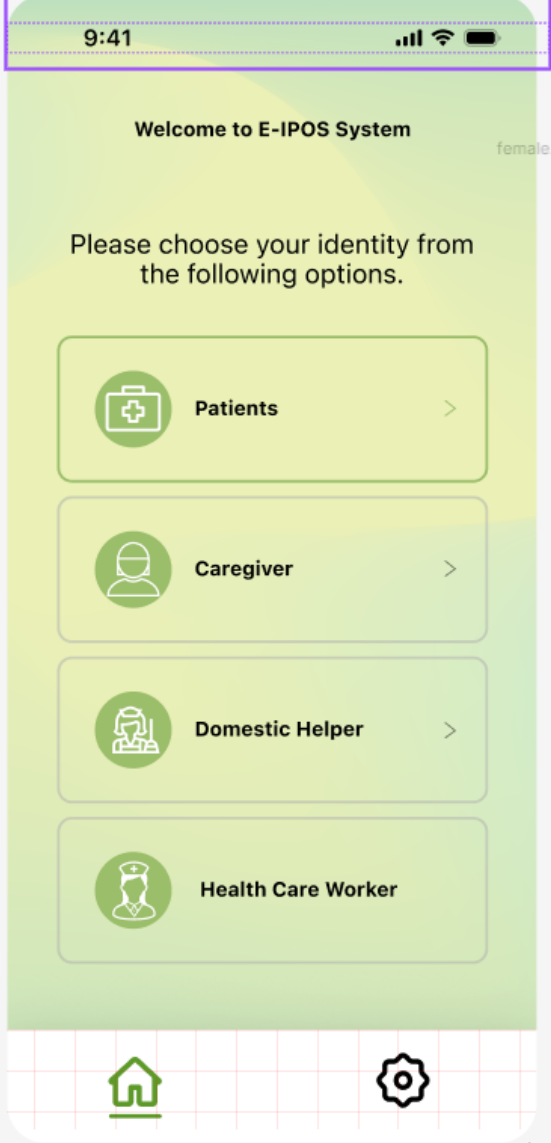 9:41
Welcome to E-IPOS System
female
Please choose your identity from
the following options.
Patients
Caregiver
Domestic Helper
Health Care Worker